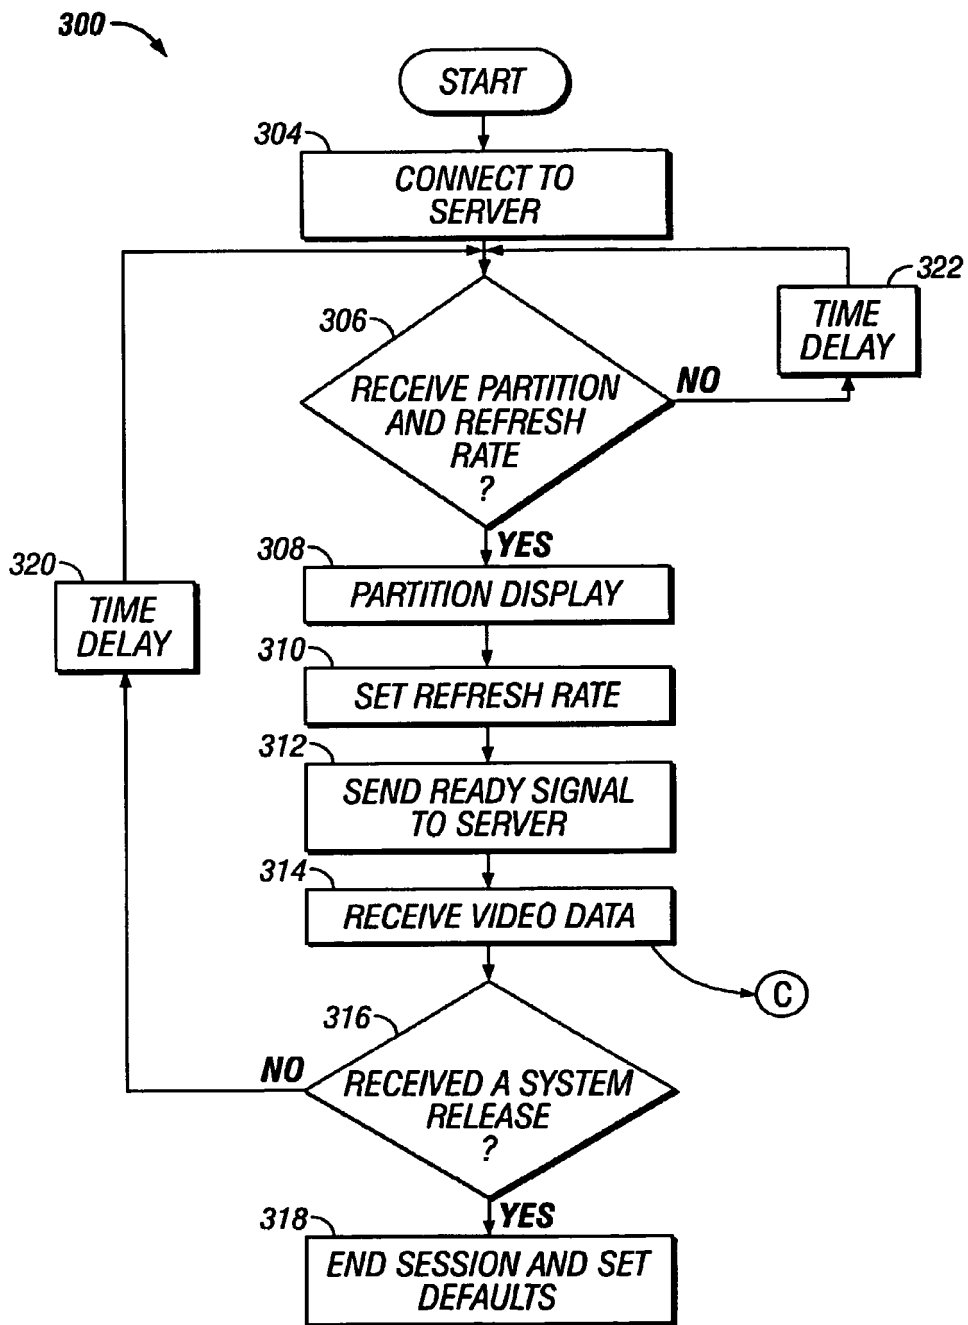 300
START
304
CONNECT TO
SERVER
322
TIME
DELAY
306
RECEIVE PARTITION
AND REFRESH
RATE
?
NO
YES
308
PARTITION DISPLAY
320
TIME
DELAY
310
SET REFRESH RATE
312
SEND READY SIGNAL
TO SERVER
314
RECEIVE VIDEO DATA
C
316
NO
RECEIVED A SYSTEM
RELEASE
?
YES
318
END SESSION AND SET
DEFAULTS